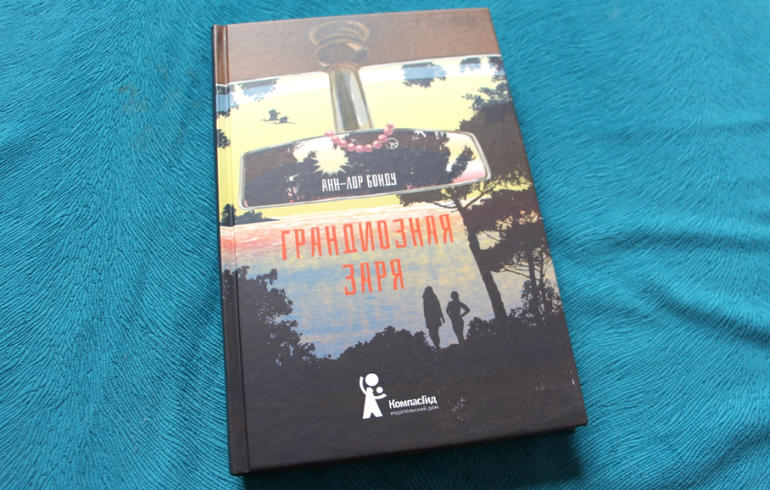 АНН–ЛОР БОНДУ
ГРАНДИОЗНАЯ
ЗАРЯ
КомпасГид
издательский дом